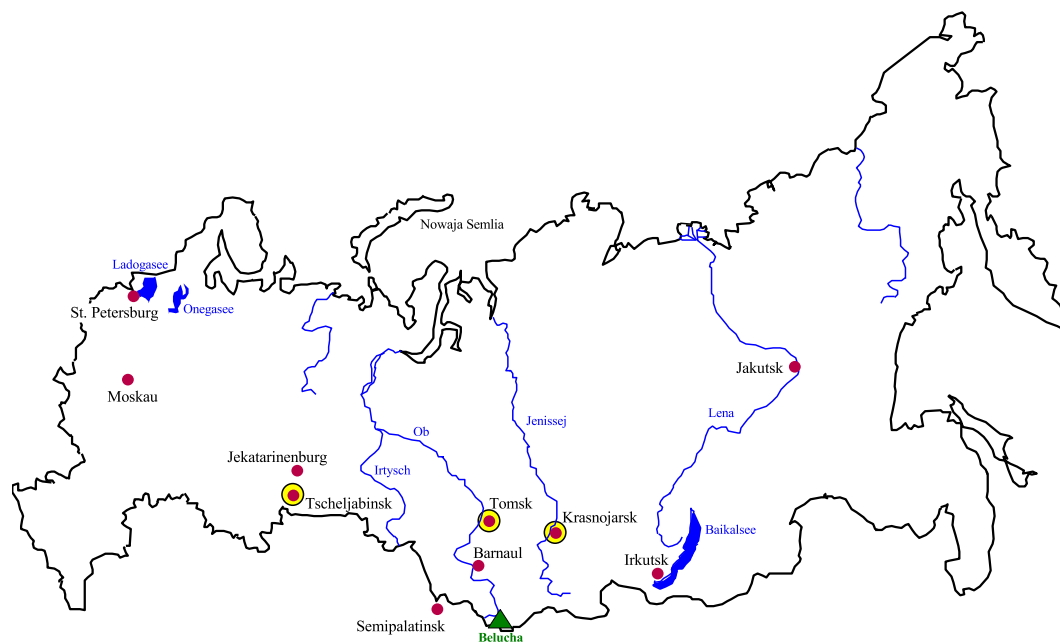 Nowaja Semlia
Ladogasee
Onegasee
St. Petersburg
Jakutsk
Moskau
Lena
Jenissej
Ob
Jekatarinenburg
Irtysch
Tscheljabinsk
Tomsk
Krasnojarsk
Baikalsee
Barnaul
Irkutsk
Semipalatinsk
Belucha